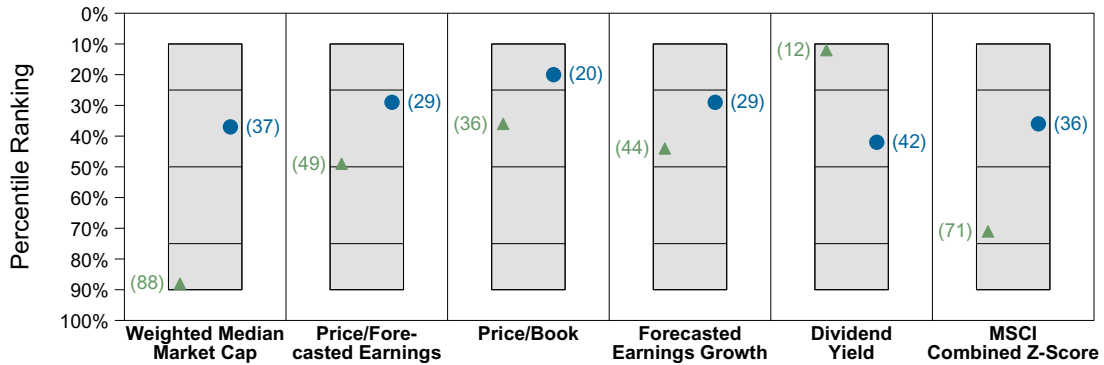 Percentile Ranking
0%
10%
20%
30%
40%
50%
60%
70%
80%
90%
100%
(88)
(37)
(49)
(29)
(36)
(20)
(44)
(29)
(12)
(42)
(71)
(36)
Weighted Median
Market Cap
Price/Fore-
casted Earnings
Price/Book
Forecasted
Earnings Growth
Dividend
Yield
MSCI
Combined Z-Score